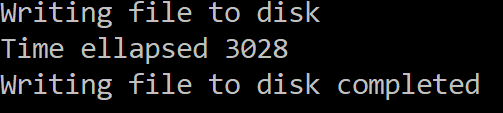 Writing file to disk
Time ellapsed 3028
Writing file to disk completed